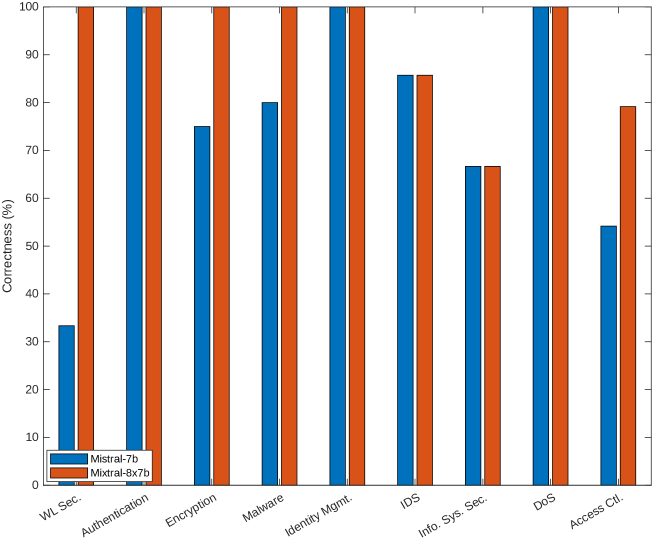 100
90
80
70
60
50
40
30
20
10
0
Correctness (%)
Mistral-7b
Mixtral-8x7b
WL Sec.
Authentication
Encryption
Malware
Identity Mgmt.
IDS
Info. Sys. Sec.
DoS
Access Ctl.